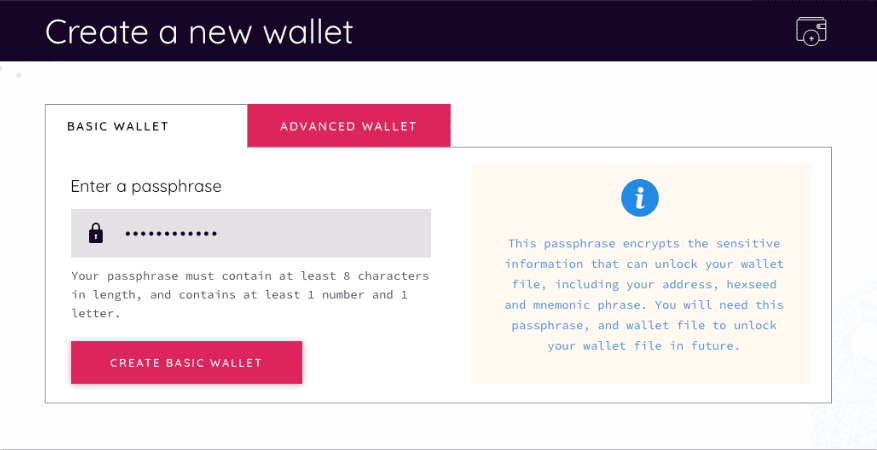 Create a new wallet
BASIC WALLET
ADVANCED WALLET
Enter a passphrase
Your passphrase must contain at least 8 characters
in length, and contains at least 1 number and 1
letter.
CREATE BASIC WALLET
This passphrase encrypts the sensitive
information that can unlock your wallet
file, including your address, hexseed
and mnemonic phrase. You will need this
passphrase, and wallet file to unlock
your wallet file in future.